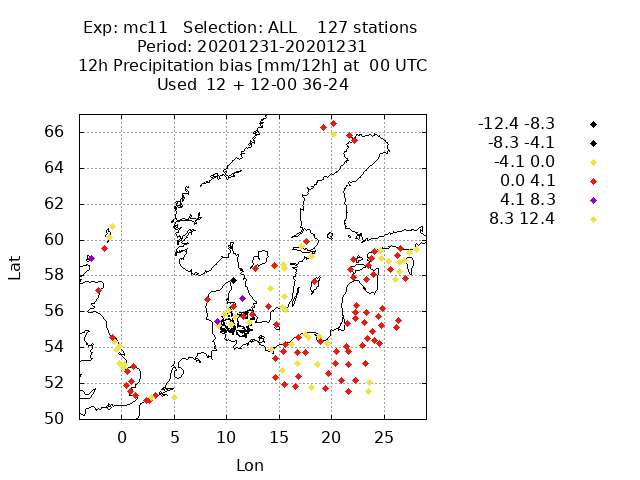 Exp: mc11 Selection: ALL 127 stations
Period: 20201231-20201231
12h Precipitation bias [mm/12h] at 00 UTC
Used 12 + 12-00 36-24
-12.4 -8.3
-8.3 -4.1
-4.1 0.0
0.0 4.1
4.1 8.3
8.3 12.4
66
64
62
60
58
56
54
52
50
Lat
0 5 10 15 20 25
Lon